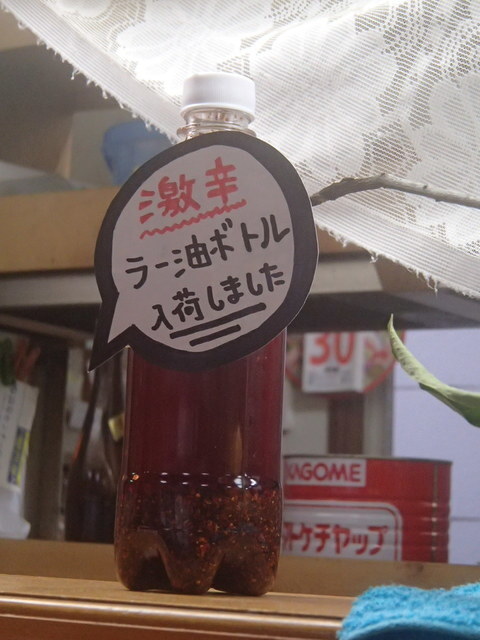 激辛
ラー油ボトル
入荷しました
30
KAGOME
トケチャップ